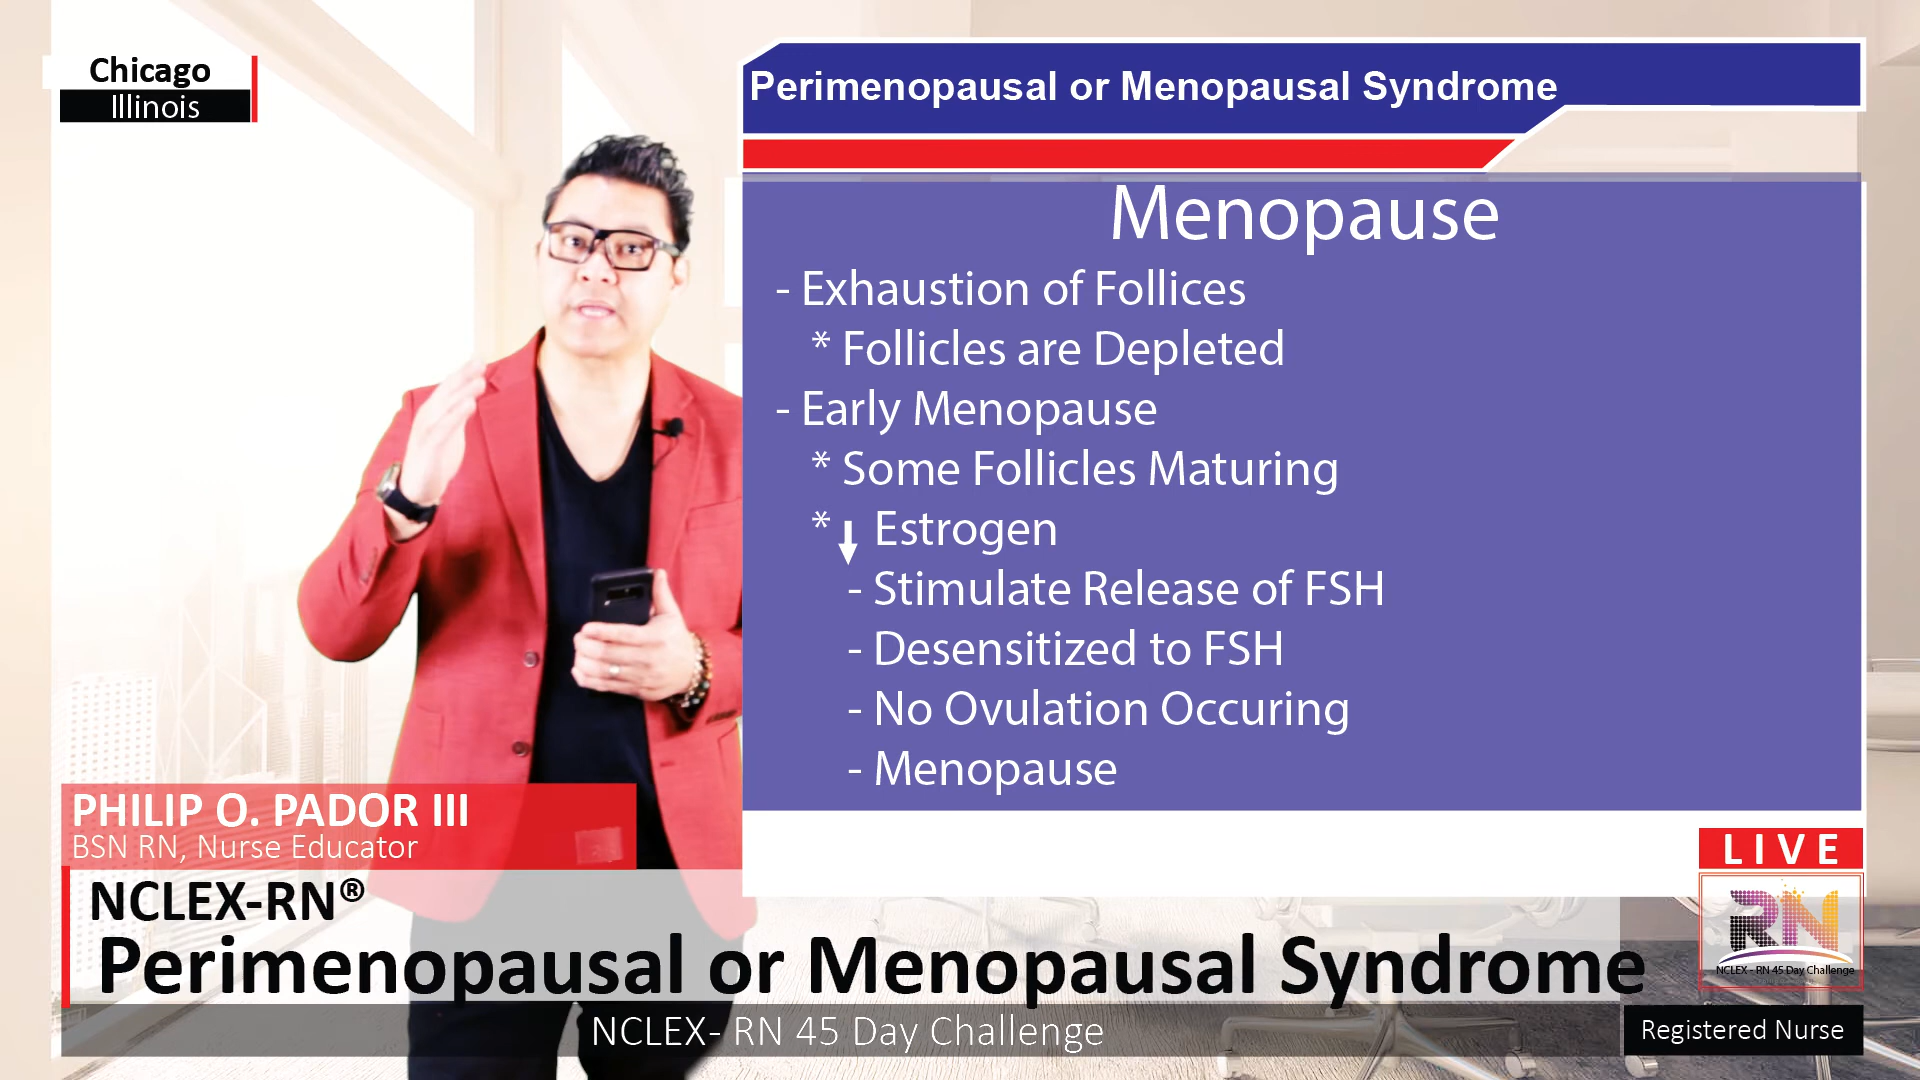 Chicago
Illinois
Perimenopausal or Menopausal Syndrome
Menopause
- Exhaustion of Follices
* Follicles are Depleted
- Early Menopause
* Some Follicles Maturing
* ↓ Estrogen
- Stimulate Release of FSH
- Desensitized to FSH
- No Ovulation Occuring
- Menopause
PHILIP O. PADOR III
BSN RN, Nurse Educator
NCLEX-RN®
Perimenopausal or Menopausal Syndrome
NCLEX- RN 45 Day Challenge
LIVE
RN
NCLEX - RN 45 Day Challenge
Registered Nurse